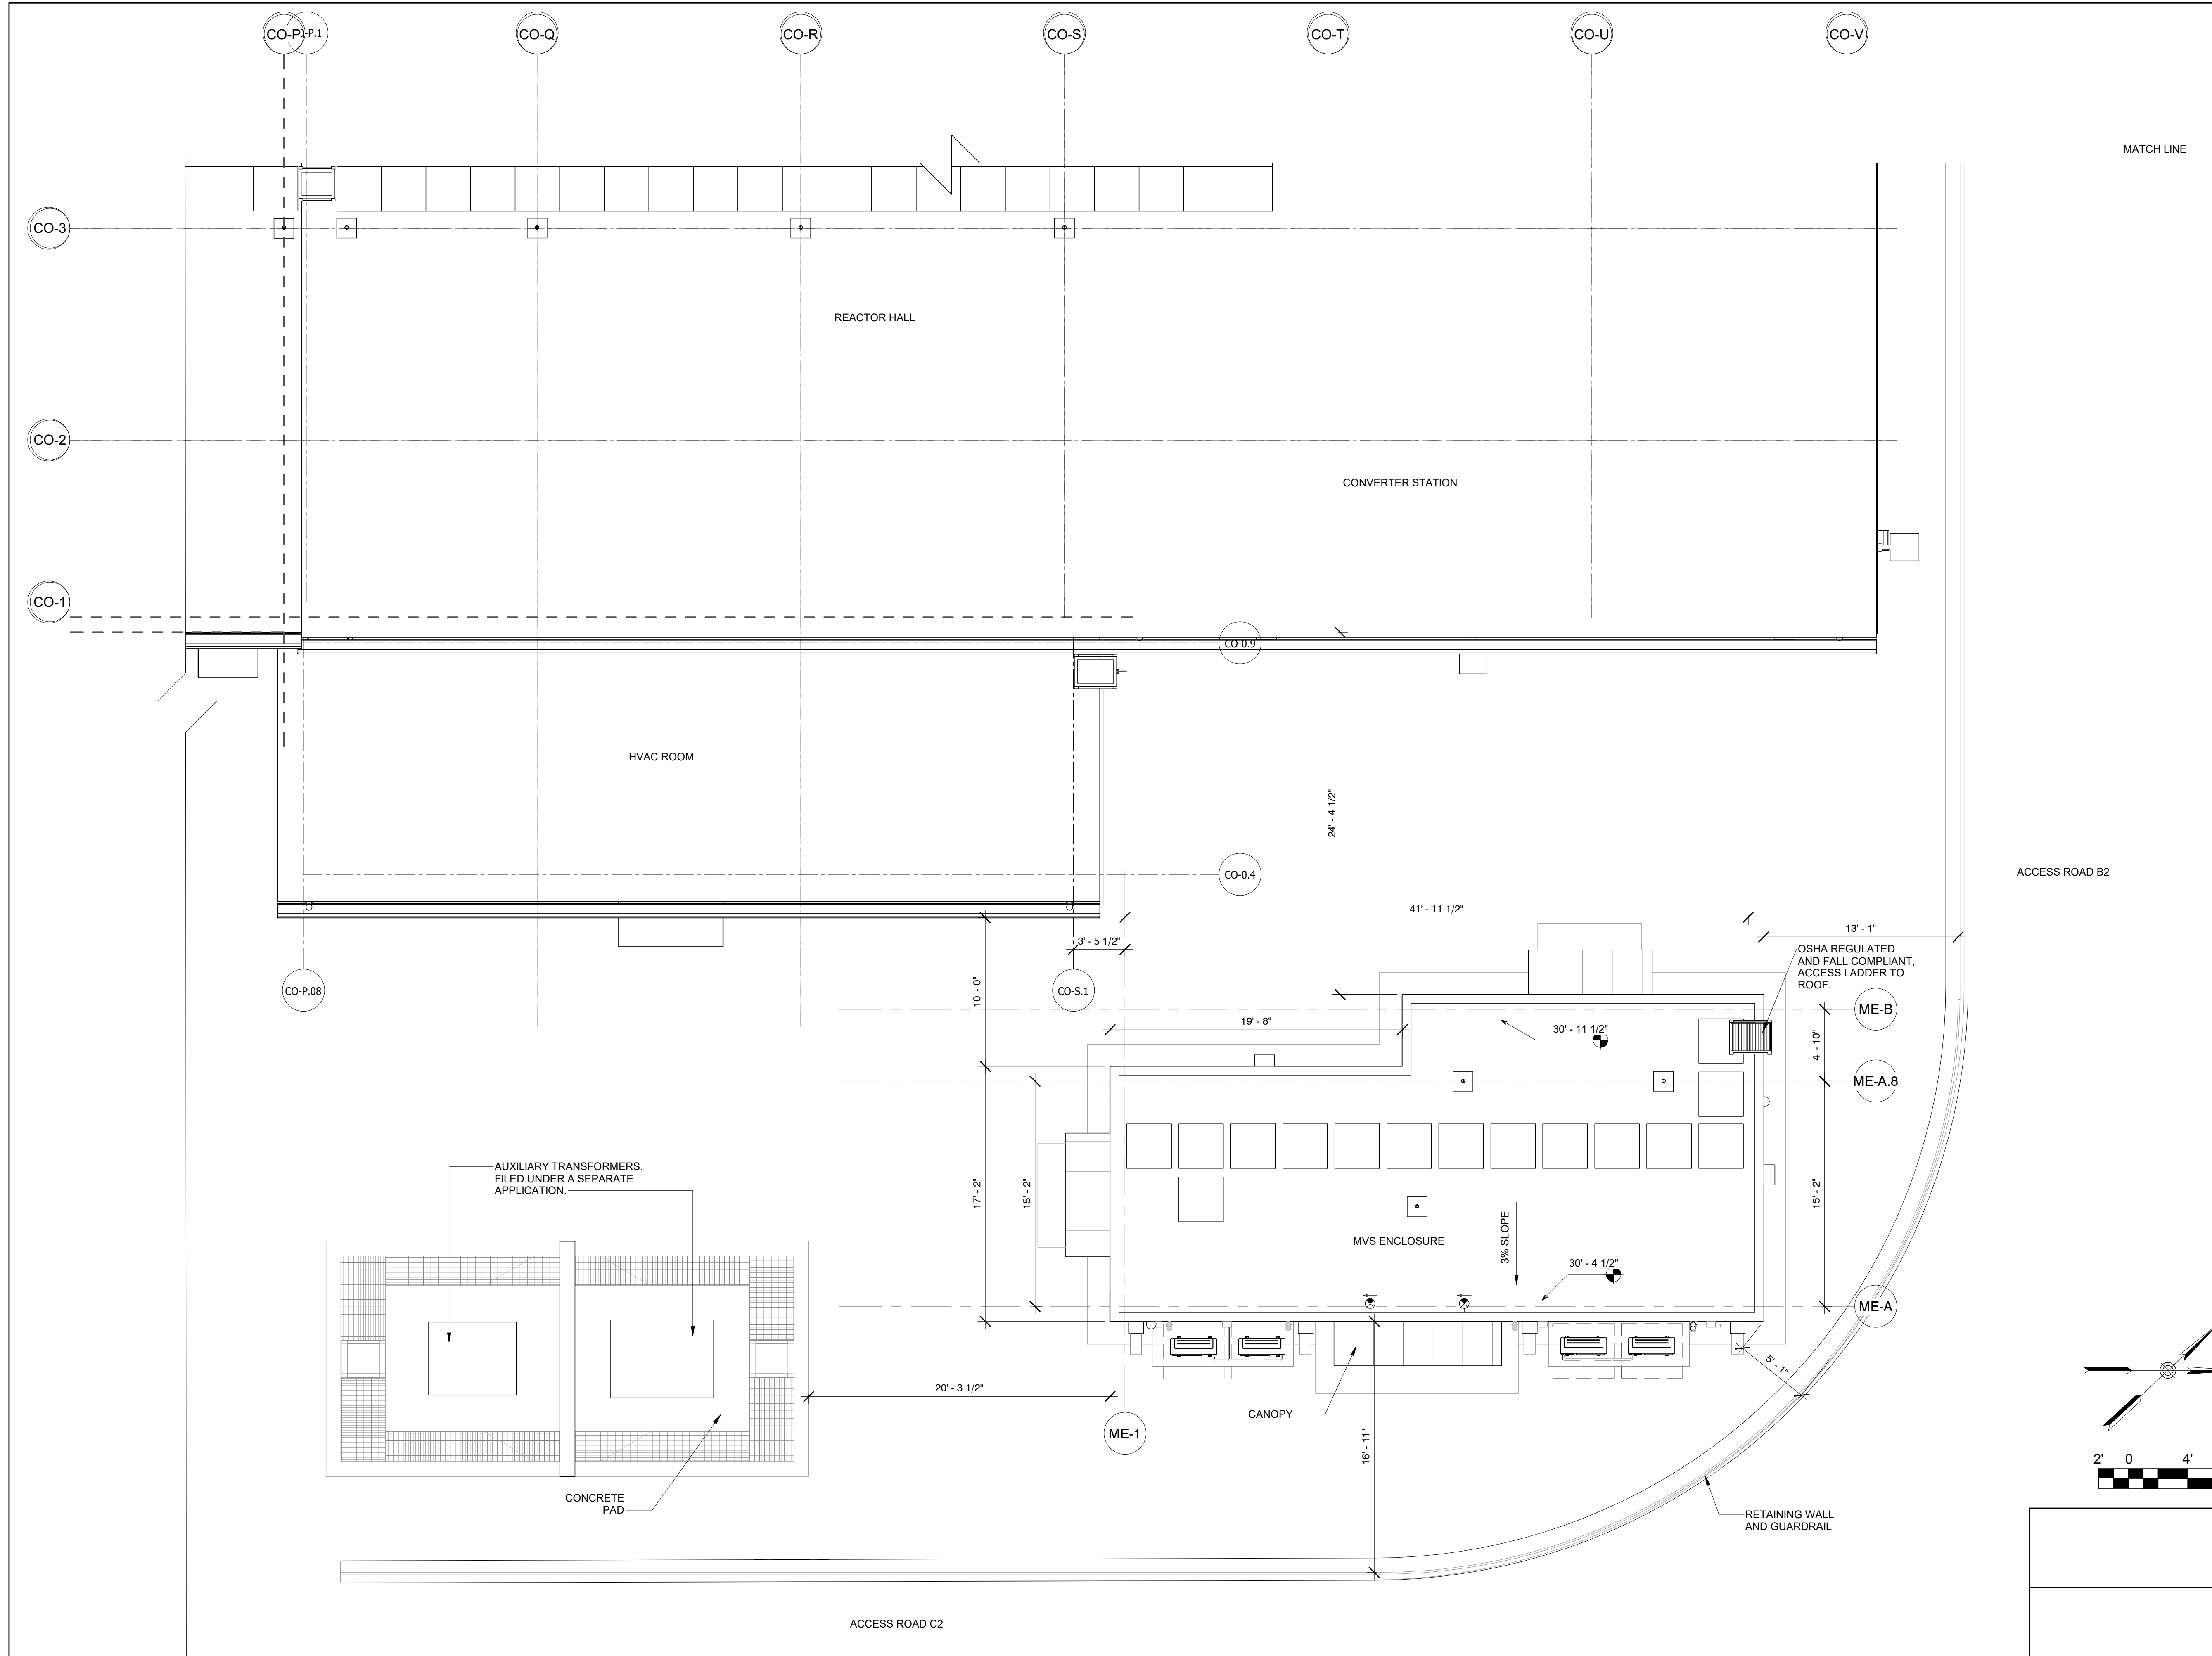 CO-P
CO-Q
CO-R
CO-S
CO-T
CO-U
CO-V
MATCH LINE
CO-3
REACTOR HALL
CO-2
CONVERTER STATION
CO-1
CO-0.9
HVAC ROOM
24' - 4 1/2"
CO-0.4
ACCESS ROAD B2
41' - 11 1/2"
3' - 5 1/2"
13' - 1"
OSHA REGULATED
AND FALL COMPLIANT,
ACCESS LADDER TO
ROOF.
CO-P.08
CO-S.1
10' - 0"
ME-B
19' - 8"
30' - 11 1/2"
4' - 10"
ME-A.8
AUXILIARY TRANSFORMERS.
FILED UNDER A SEPARATE
APPLICATION.
17' - 2"
15' - 2"
15' - 2"
MVS ENCLOSURE
3% SLOPE
30' - 4 1/2"
ME-A
5' - 1"
20' - 3 1/2"
CANOPY
ME-1
16' - 11"
2' 0 4'
CONCRETE
PAD
RETAINING WALL
AND GUARDRAIL
ACCESS ROAD C2